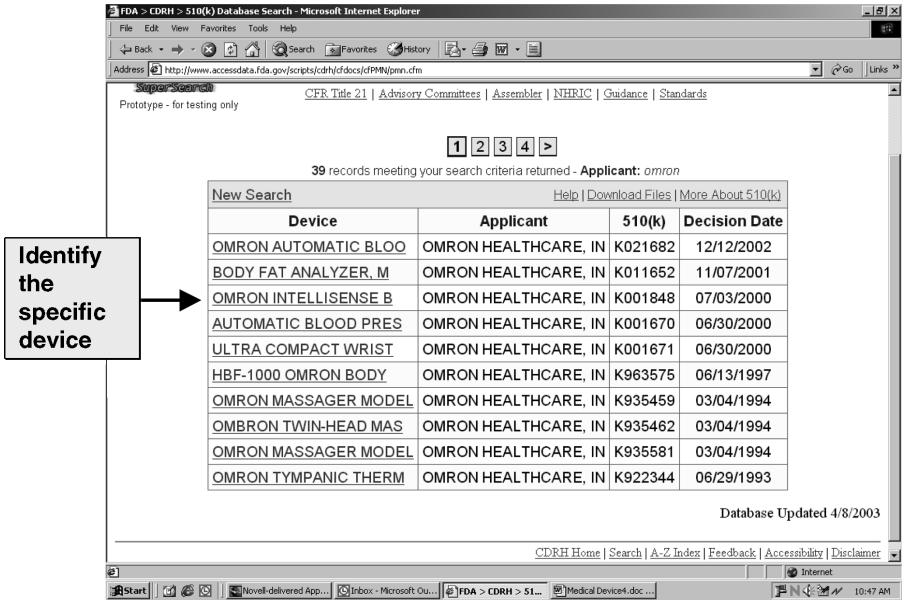 FDA > CDRH > 510(k) Database Search - Microsoft Internet Explorer
File Edit View Favorites Tools Help
Back Search Favorites History
Address http://www.accessdata.fda.gov/scripts/cdrh/cfdocs/cfPMN/pmn.cfm Go Links »
SuperSearch
Prototype - for testing only
CFR Title 21 | Advisory Committees | Assembler | NHRIC | Guidance | Standards
1 2 3 4 >
39 records meeting your search criteria returned - Applicant: omron
New Search Help | Download Files | More About 510(k)
Device Applicant 510(k) Decision Date
OMRON AUTOMATIC BLOO OMRON HEALTHCARE, IN K021682 12/12/2002
BODY FAT ANALYZER, M OMRON HEALTHCARE, IN K011652 11/07/2001
OMRON INTELLISENSE B OMRON HEALTHCARE, IN K001848 07/03/2000
AUTOMATIC BLOOD PRES OMRON HEALTHCARE, IN K001670 06/30/2000
ULTRA COMPACT WRIST OMRON HEALTHCARE, IN K001671 06/30/2000
HBF-1000 OMRON BODY OMRON HEALTHCARE, IN K963575 06/13/1997
OMRON MASSAGER MODEL OMRON HEALTHCARE, IN K935459 03/04/1994
OMBRON TWIN-HEAD MAS OMRON HEALTHCARE, IN K935462 03/04/1994
OMRON MASSAGER MODEL OMRON HEALTHCARE, IN K935581 03/04/1994
OMRON TYMPANIC THERM OMRON HEALTHCARE, IN K922344 06/29/1993
Identify
the
specific
device
Database Updated 4/8/2003
CDRH Home | Search | A-Z Index | Feedback | Accessibility | Disclaimer
Internet
Start Novell-delivered App... Inbox - Microsoft Ou... FDA > CDRH > 51... Medical Device4.doc ... 10:47 AM